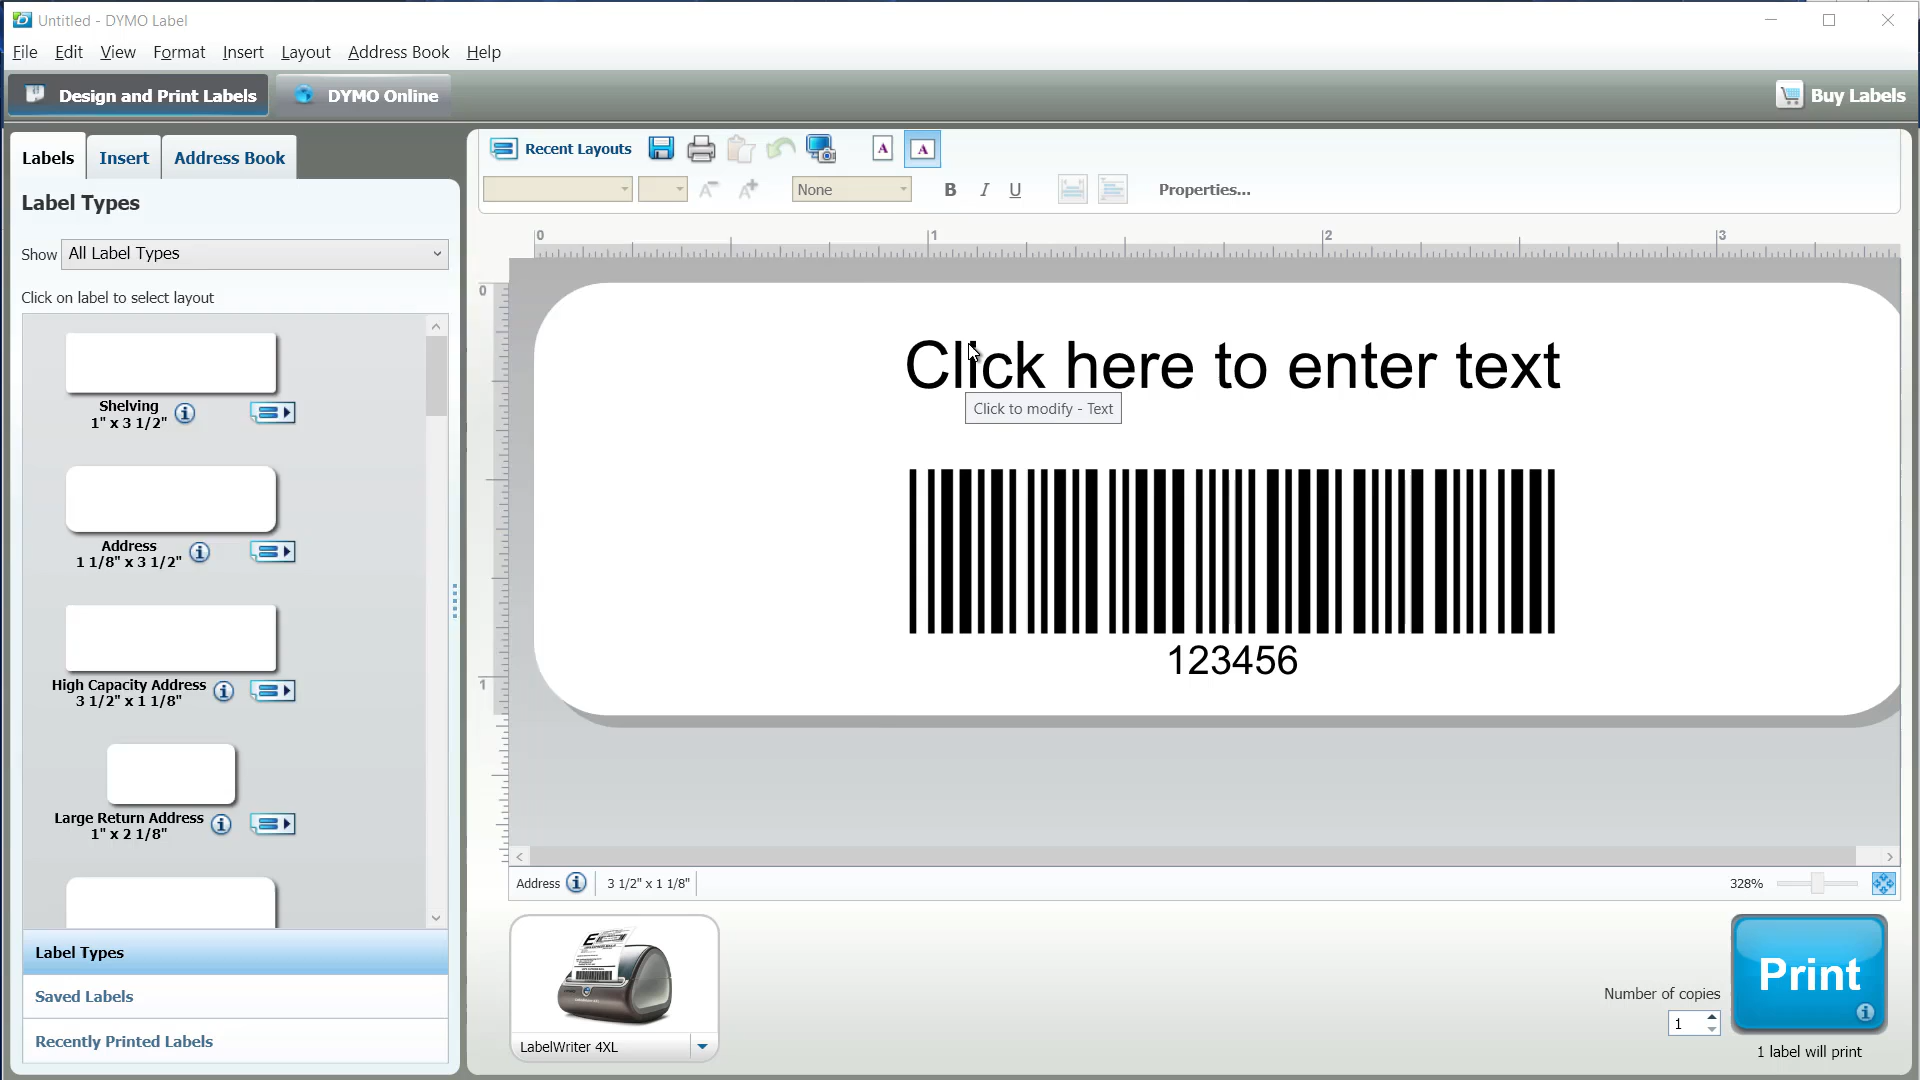 Untitled - DYMO Label
File Edit View Format Insert Layout Address Book Help
Design and Print Labels DYMO Online Buy Labels
Labels Insert Address Book
Recent Layouts A A
A A None B I U Properties...
Label Types
Show All Label Types
Click on label to select layout
Shelving
1" x 3 1/2"
Address
1 1/8" x 3 1/2"
High Capacity Address
3 1/2" x 1 1/8"
Large Return Address
1" x 2 1/8"
Label Types
Saved Labels
Recently Printed Labels
0 1 2 3
0
1
Click here to enter text
Click to modify - Text
123456
Address 3 1/2" x 1 1/8" 328%
LabelWriter 4XL
Number of copies
1
Print
1 label will print